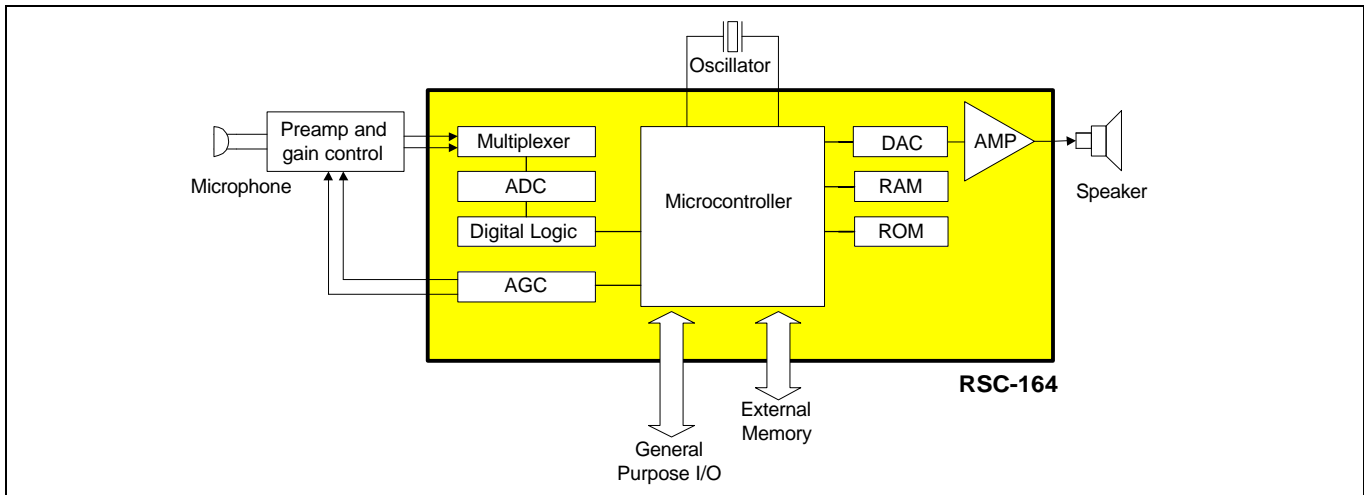 Oscillator
Preamp and
gain control
Microphone
Multiplexer
ADC
Digital Logic
AGC
Microcontroller
DAC
RAM
ROM
AMP
Speaker
RSC-164
External
Memory
General
Purpose I/O